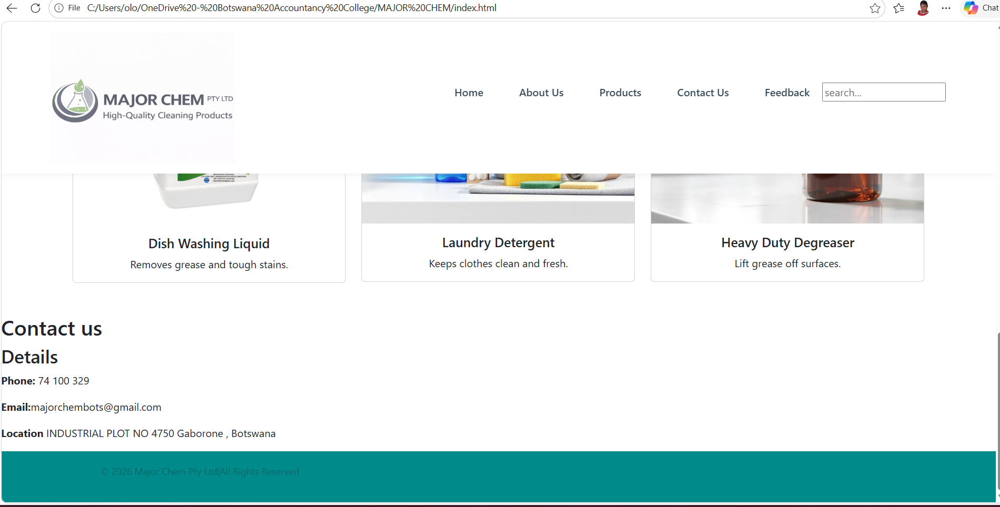 File C:/Users/olo/OneDrive%20-%20Botswana%20Accountancy%20College/MAJOR%20CHEM/index.html
Chat
MAJOR CHEM PTY LTD
High-Quality Cleaning Products
Home About Us Products Contact Us Feedback search...
Dish Washing Liquid
Removes grease and tough stains.
Laundry Detergent
Keeps clothes clean and fresh.
Heavy Duty Degreaser
Lift grease off surfaces.
Contact us
Details
Phone: 74 100 329
Email:majorchembots@gmail.com
Location INDUSTRIAL PLOT NO 4750 Gaborone , Botswana
© 2026 Major Chem Pty Ltd|All Rights Reserved